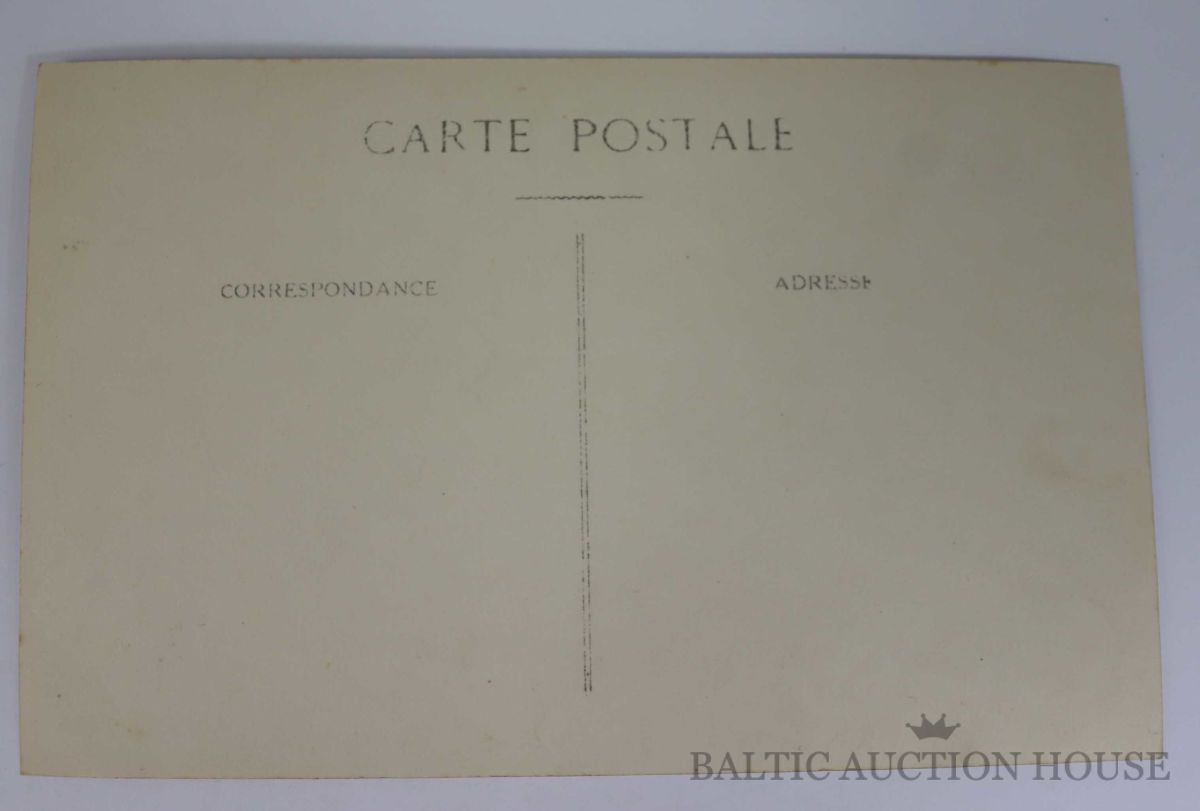 CARTE POSTALE
CORRESPONDANCE
ADRESSE
BALTIC AUCTION HOUSE